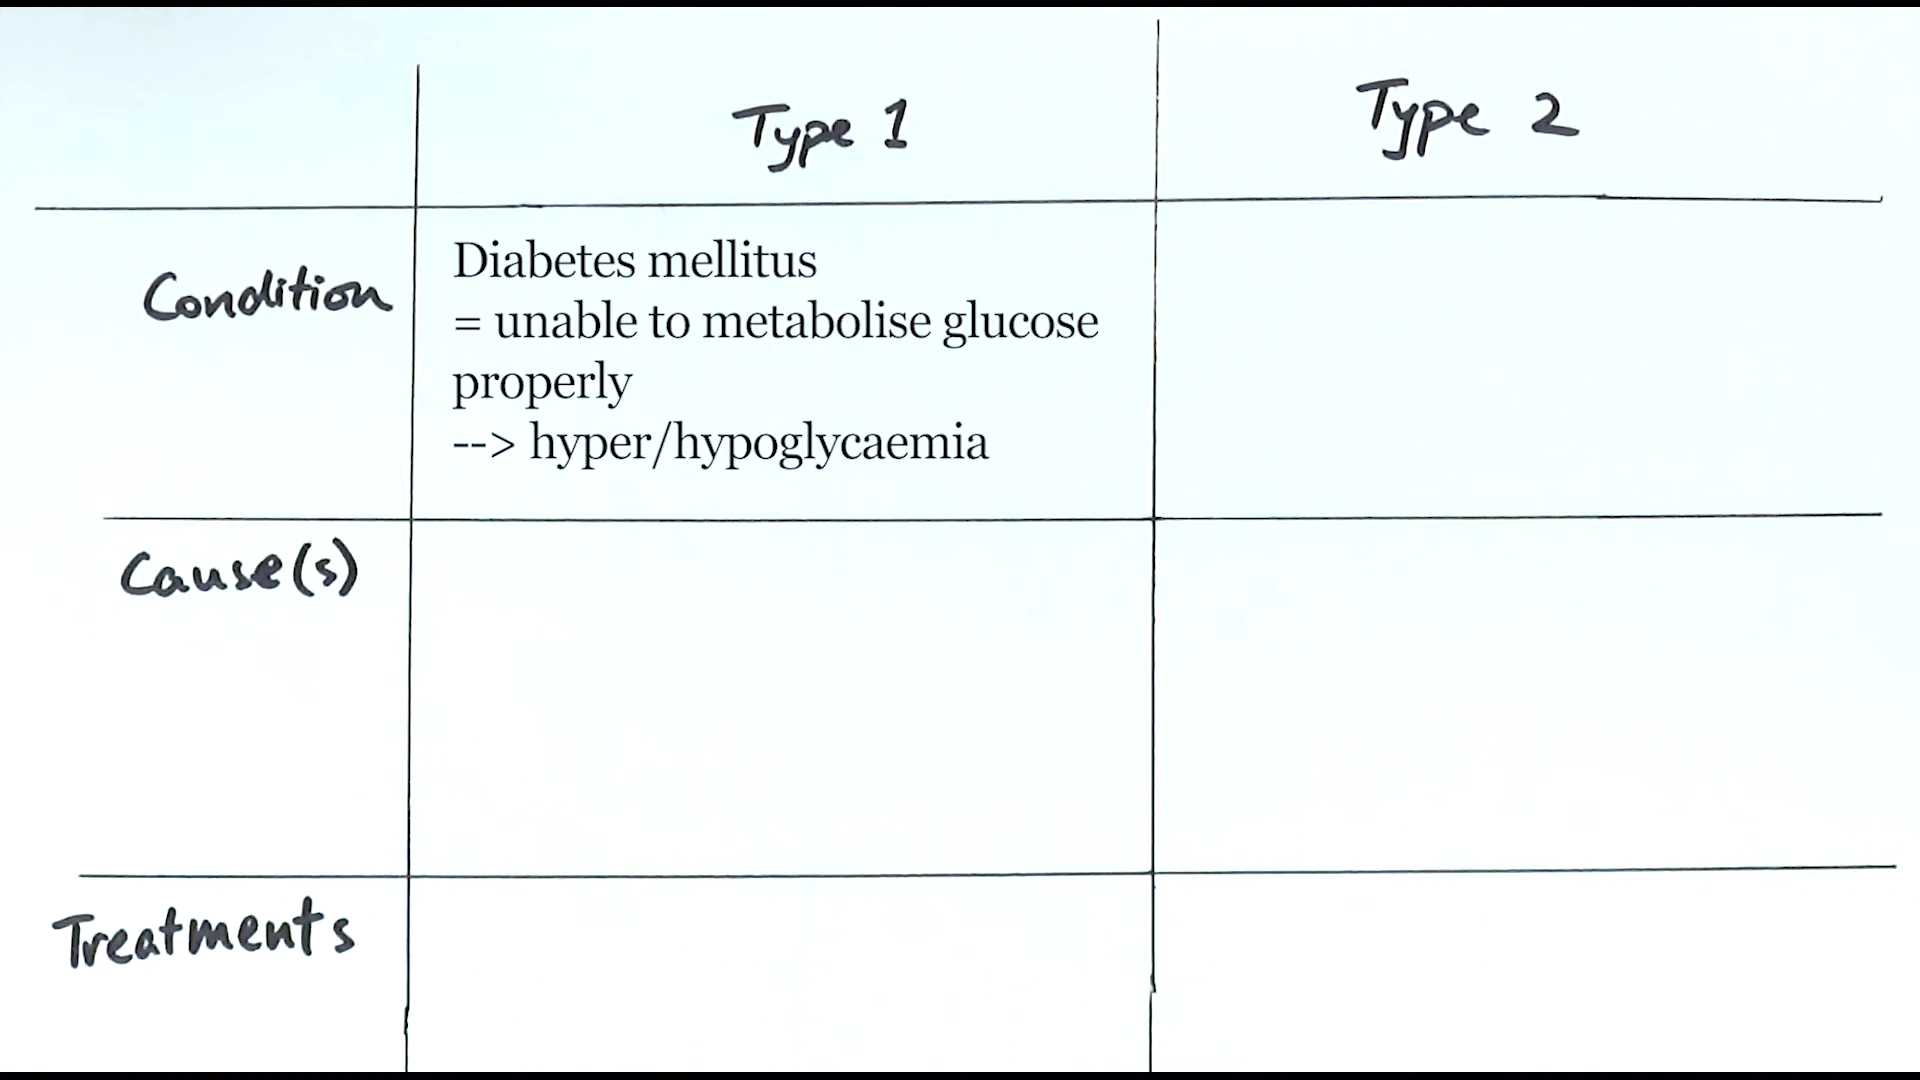 Type 1
Type 2
Condition
Diabetes mellitus
= unable to metabolise glucose
properly
--> hyper/hypoglycaemia
Cause(s)
Treatments